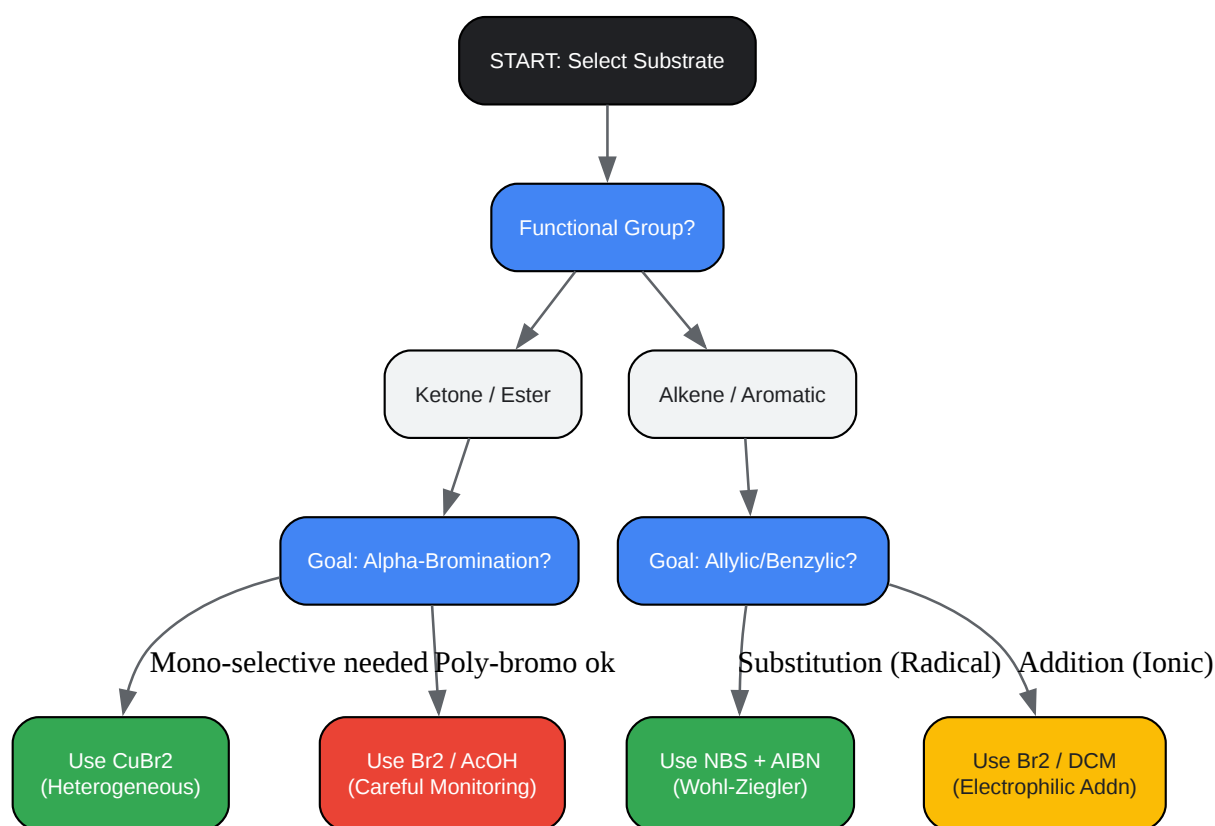 START: Select Substrate
Functional Group?
Ketone / Ester
Alkene / Aromatic
Goal: Alpha-Bromination?
Goal: Allylic/Benzylic?
Mono-selective needed
Poly-bromo ok
Substitution (Radical)
Addition (Ionic)
Use CuBr2
(Heterogeneous)
Use Br2 / AcOH
(Careful Monitoring)
Use NBS + AIBN
(Wohl-Ziegler)
Use Br2 / DCM
(Electrophilic Addn)